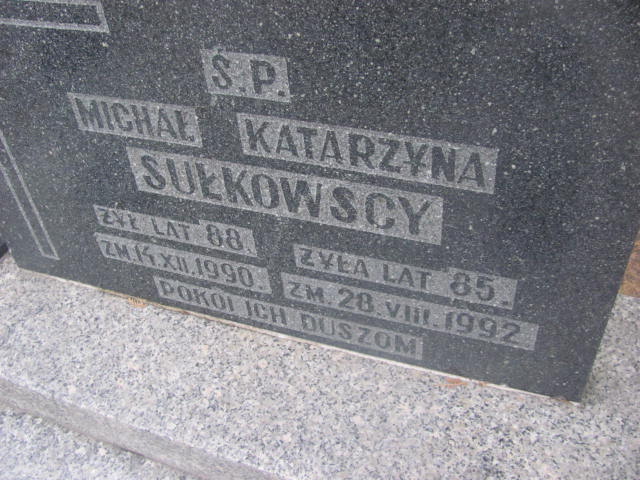 Ś.P.
MICHAŁ KATARZYNA
SUŁKOWSCY
ŻYŁ LAT 88. ŻYŁA LAT 85.
ZM. 14 XII. 1990. ZM. 28 VIII. 1992
POKÓJ ICH DUSZOM